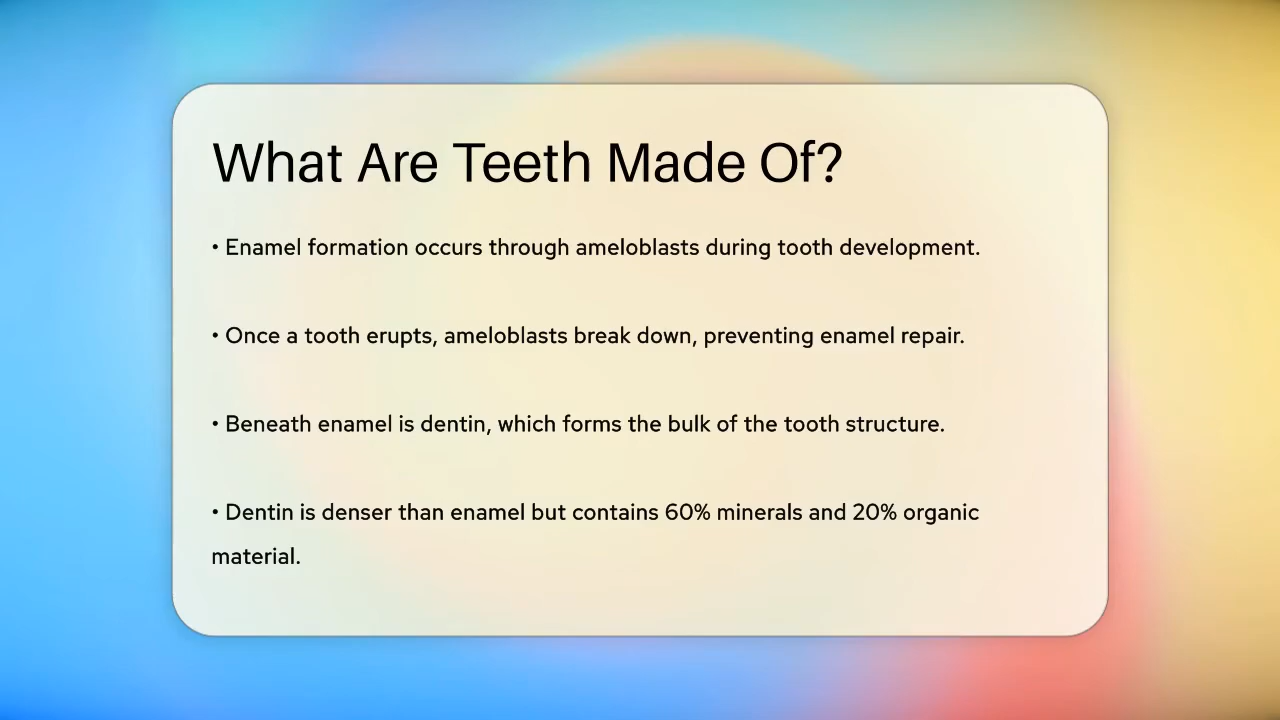 What Are Teeth Made Of?
• Enamel formation occurs through ameloblasts during tooth development.
• Once a tooth erupts, ameloblasts break down, preventing enamel repair.
• Beneath enamel is dentin, which forms the bulk of the tooth structure.
• Dentin is denser than enamel but contains 60% minerals and 20% organic
material.